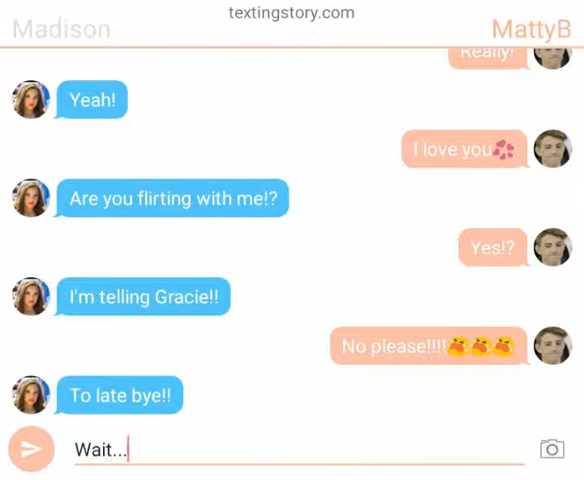 textingstory.com
Madison
MattyB
Really!
Yeah!
I love you💞
Are you flirting with me!?
Yes!?
I'm telling Gracie!!
No please!!!!😭😭😭
To late bye!!
Wait...